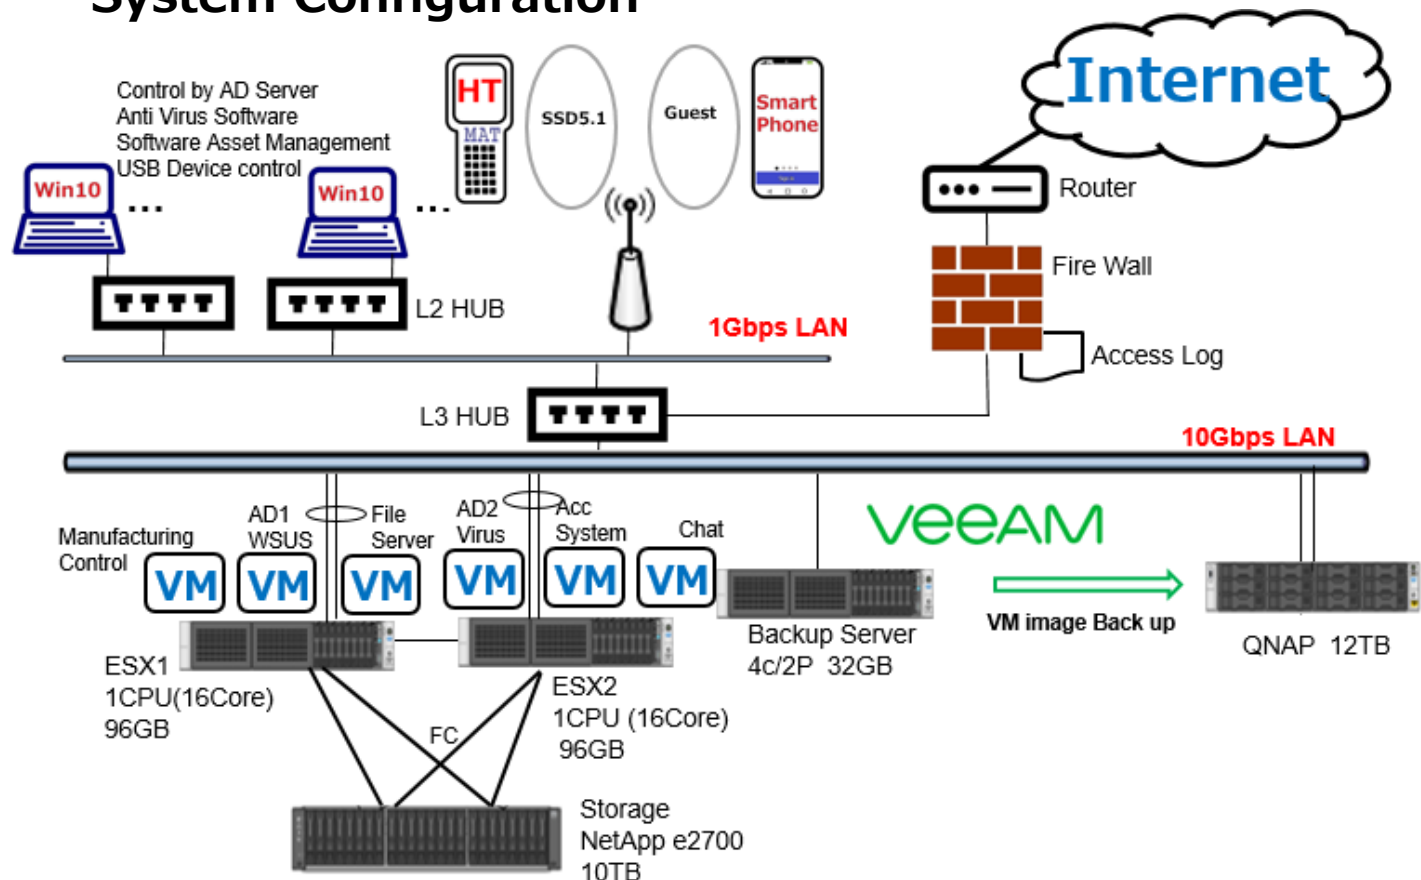 System Configuration
Control by AD Server
Anti Virus Software
Software Asset Management
USB Device control
Win10
...
Win10
...
HT
MAT
SSD5.1
Guest
Smart
Phone
Internet
Router
Fire Wall
Access Log
L2 HUB
1Gbps LAN
L3 HUB
10Gbps LAN
Manufacturing
Control
VM
AD1
WSUS
VM
File
Server
VM
AD2
Virus
VM
Acc
System
VM
Chat
VM
veeAM
VM image Back up
Backup Server
4c/2P 32GB
QNAP 12TB
ESX1
1CPU(16Core)
96GB
ESX2
1CPU (16Core)
96GB
FC
Storage
NetApp e2700
10TB